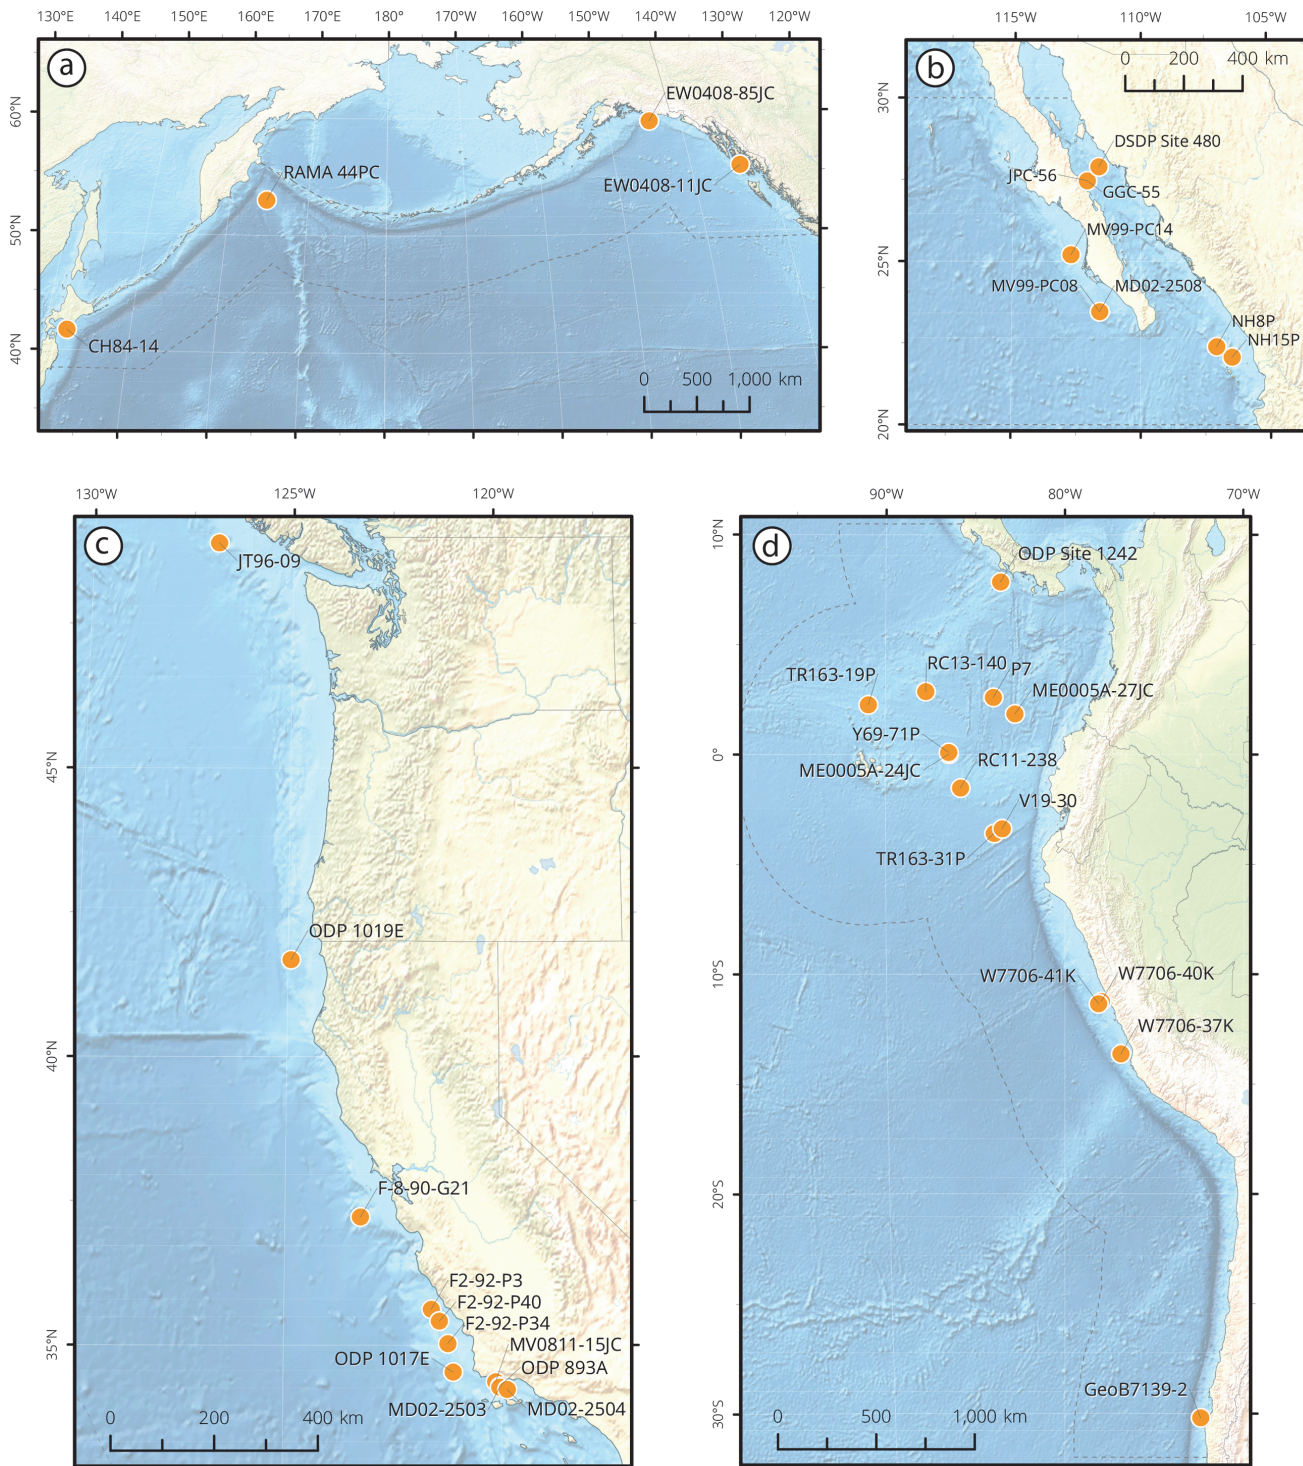 130°E 140°E 150°E 160°E 170°E 180° 170°W 160°W 150°W 140°W 130°W 120°W
a
60°N
50°N
40°N
EW0408-85JC
RAMA 44PC
EW0408-11JC
CH84-14
0 500 1,000 km
115°W 110°W 105°W
b
0 200 400 km
30°N
25°N
20°N
DSDP Site 480
JPC-56
GGC-55
MV99-PC14
MV99-PC08
MD02-2508
NH8P
NH15P
130°W 125°W 120°W
c
JT96-09
45°N
40°N
35°N
ODP 1019E
F-8-90-G21
F2-92-P3
F2-92-P40
F2-92-P34
MV0811-15JC
ODP 1017E
ODP 893A
MD02-2503
MD02-2504
0 200 400 km
90°W 80°W 70°W
d
10°N
0°
10°S
20°S
30°S
ODP Site 1242
RC13-140
P7
TR163-19P
ME0005A-27JC
Y69-71P
RC11-238
ME0005A-24JC
V19-30
TR163-31P
W7706-41K
W7706-40K
W7706-37K
GeoB7139-2
0 500 1,000 km